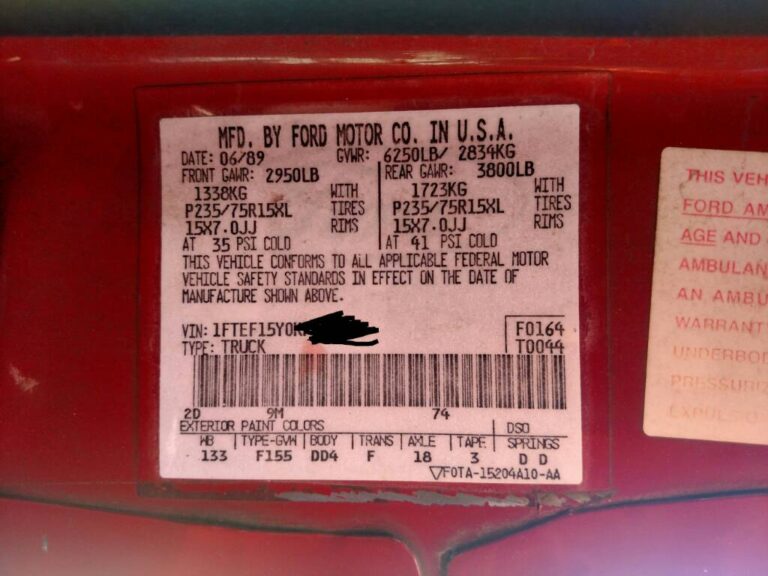 MFD. BY FORD MOTOR CO. IN U.S.A.
DATE: 06/89 GVWR: 6250LB/ 2834KG
FRONT GAWR: 2950LB REAR GAWR: 3800LB
1338KG WITH 1723KG WITH
P235/75R15XL TIRES P235/75R15XL TIRES
15X7.0JJ RIMS 15X7.0JJ RIMS
AT 35 PSI COLD AT 41 PSI COLD
THIS VEHICLE CONFORMS TO ALL APPLICABLE FEDERAL MOTOR
VEHICLE SAFETY STANDARDS IN EFFECT ON THE DATE OF
MANUFACTURE SHOWN ABOVE.
VIN: 1FTEF15Y0K F0164
TYPE: TRUCK T0044
2D 9M 74
EXTERIOR PAINT COLORS DSO
WB TYPE-GVW BODY TRANS AXLE TAPE SPRINGS
133 F155 DD4 F 18 3 D D
F0TA-15204A10-AA
THIS VEH
FORD AM
AGE AND
AMBULAN
AN AMBU
WARRANT
UNDERBOD
PRESSURIZ
EXPULS